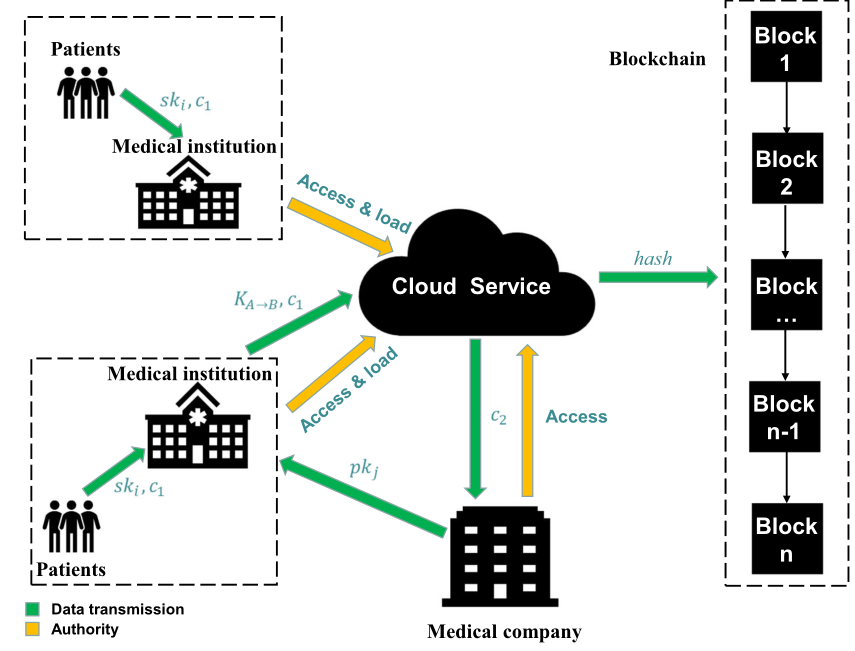 Patients
sk_i, c_1
Medical institution
Access & load
Cloud Service
hash
Blockchain
Block
1
Block
2
Block
...
Block
n-1
Block
n
K_{A→B}, c_1
Access & load
Medical institution
sk_i, c_1
Patients
pk_j
c_2
Access
Medical company
Data transmission
Authority